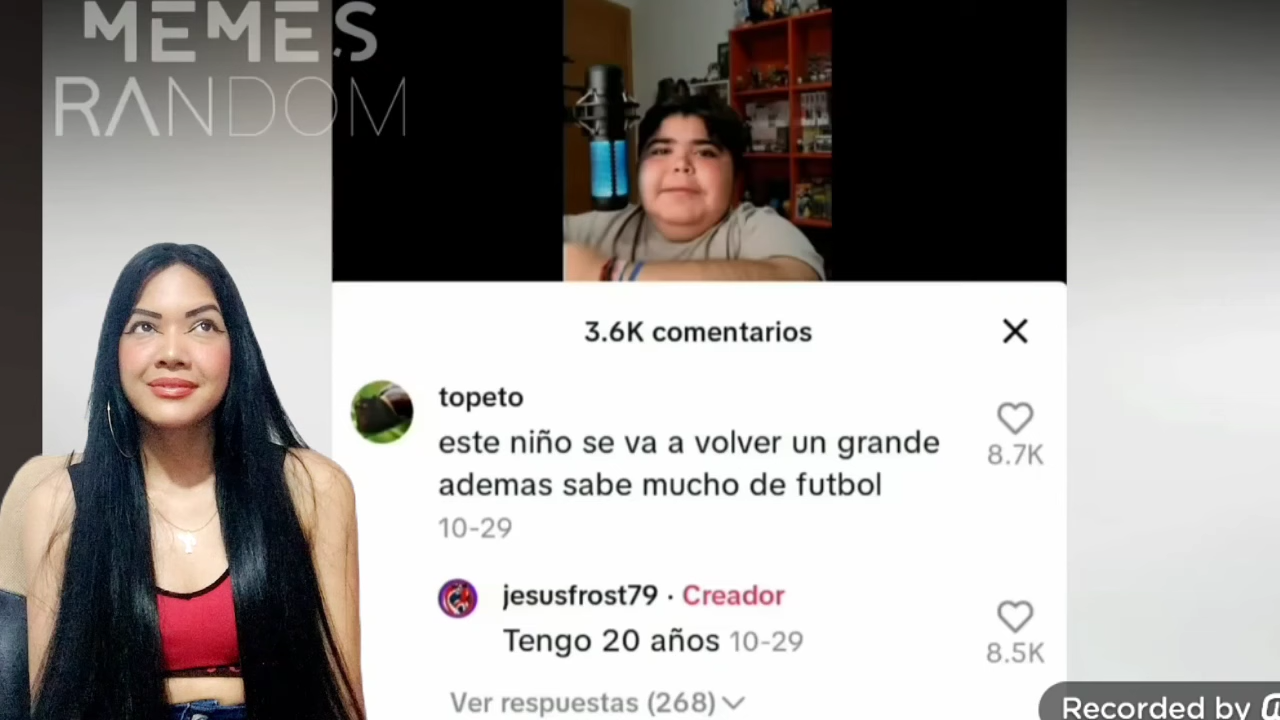 MEMES
RANDOM
3.6K comentarios
topeto
este niño se va a volver un grande
ademas sabe mucho de futbol
10-29
8.7K
jesusfrost79 · Creador
Tengo 20 años 10-29
8.5K
Ver respuestas (268)
Recorded by